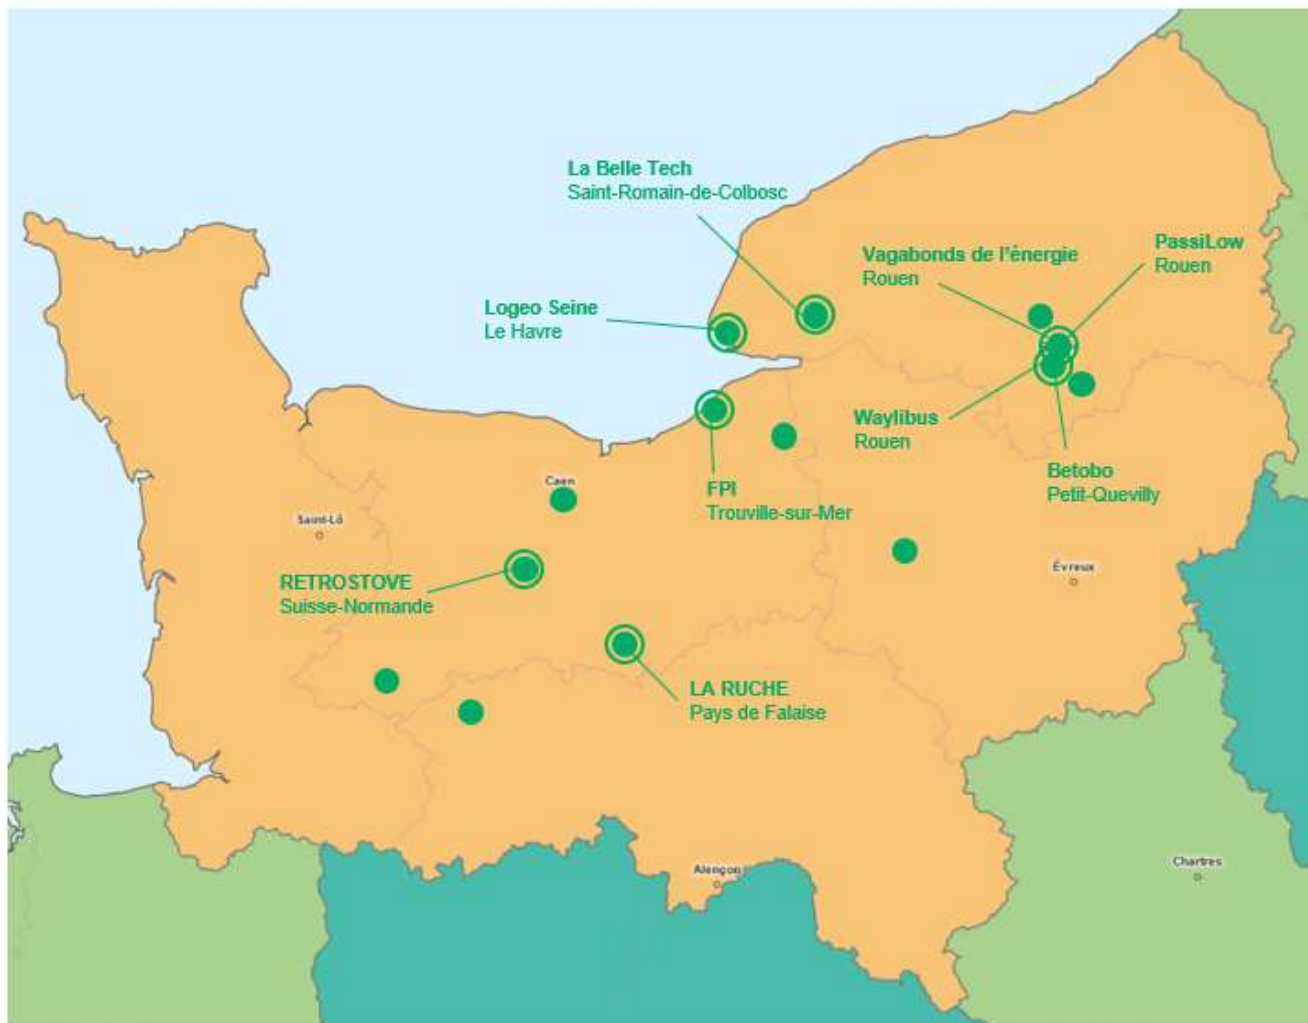 La Belle Tech
Saint-Romain-de-Colbosc
Vagabonds de l'énergie
Rouen
PassiLow
Rouen
Logeo Seine
Le Havre
Waylibus
Rouen
Betobo
Petit-Quevilly
FPI
Trouville-sur-Mer
Caen
Saint-Lô
Évreux
RETROSTOVE
Suisse-Normande
LA RUCHE
Pays de Falaise
Alençon
Chartres